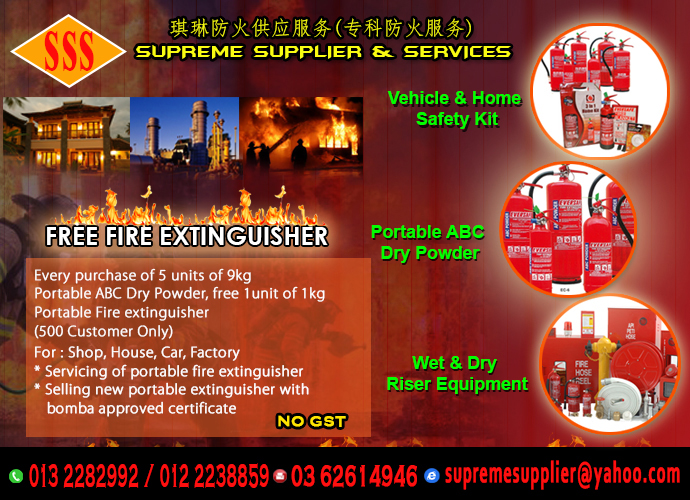 SSS
琪琳防火供应服务(专科防火服务)
SUPREME SUPPLIER & SERVICES
Vehicle & Home
Safety Kit
FREE FIRE EXTINGUISHER
Portable ABC
Dry Powder
Every purchase of 5 units of 9kg
Portable ABC Dry Powder, free 1unit of 1kg
Portable Fire extinguisher
(500 Customer Only)
For : Shop, House, Car, Factory
* Servicing of portable fire extinguisher
* Selling new portable extinguisher with
bomba approved certificate
NO GST
Wet & Dry
Riser Equipment
FIRE
HOSE
REEL
013 2282992 / 012 2238859 03 62614946 supremesupplier@yahoo.com